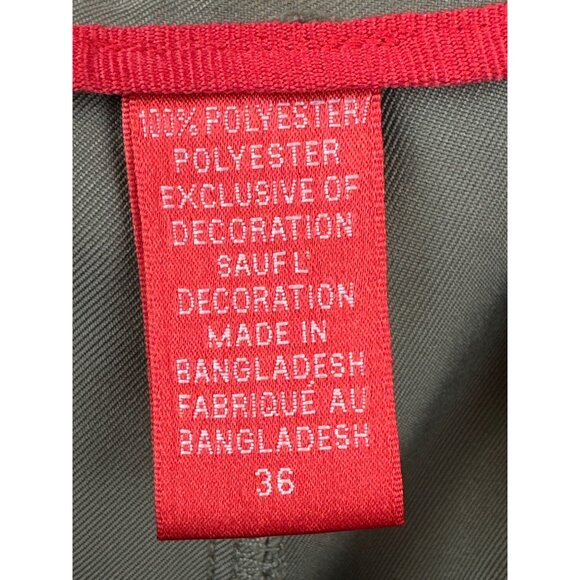 100% POLYESTER/
POLYESTER
EXCLUSIVE OF
DECORATION
SAUF L'
DECORATION
MADE IN
BANGLADESH
FABRIQUÉ AU
BANGLADESH
36